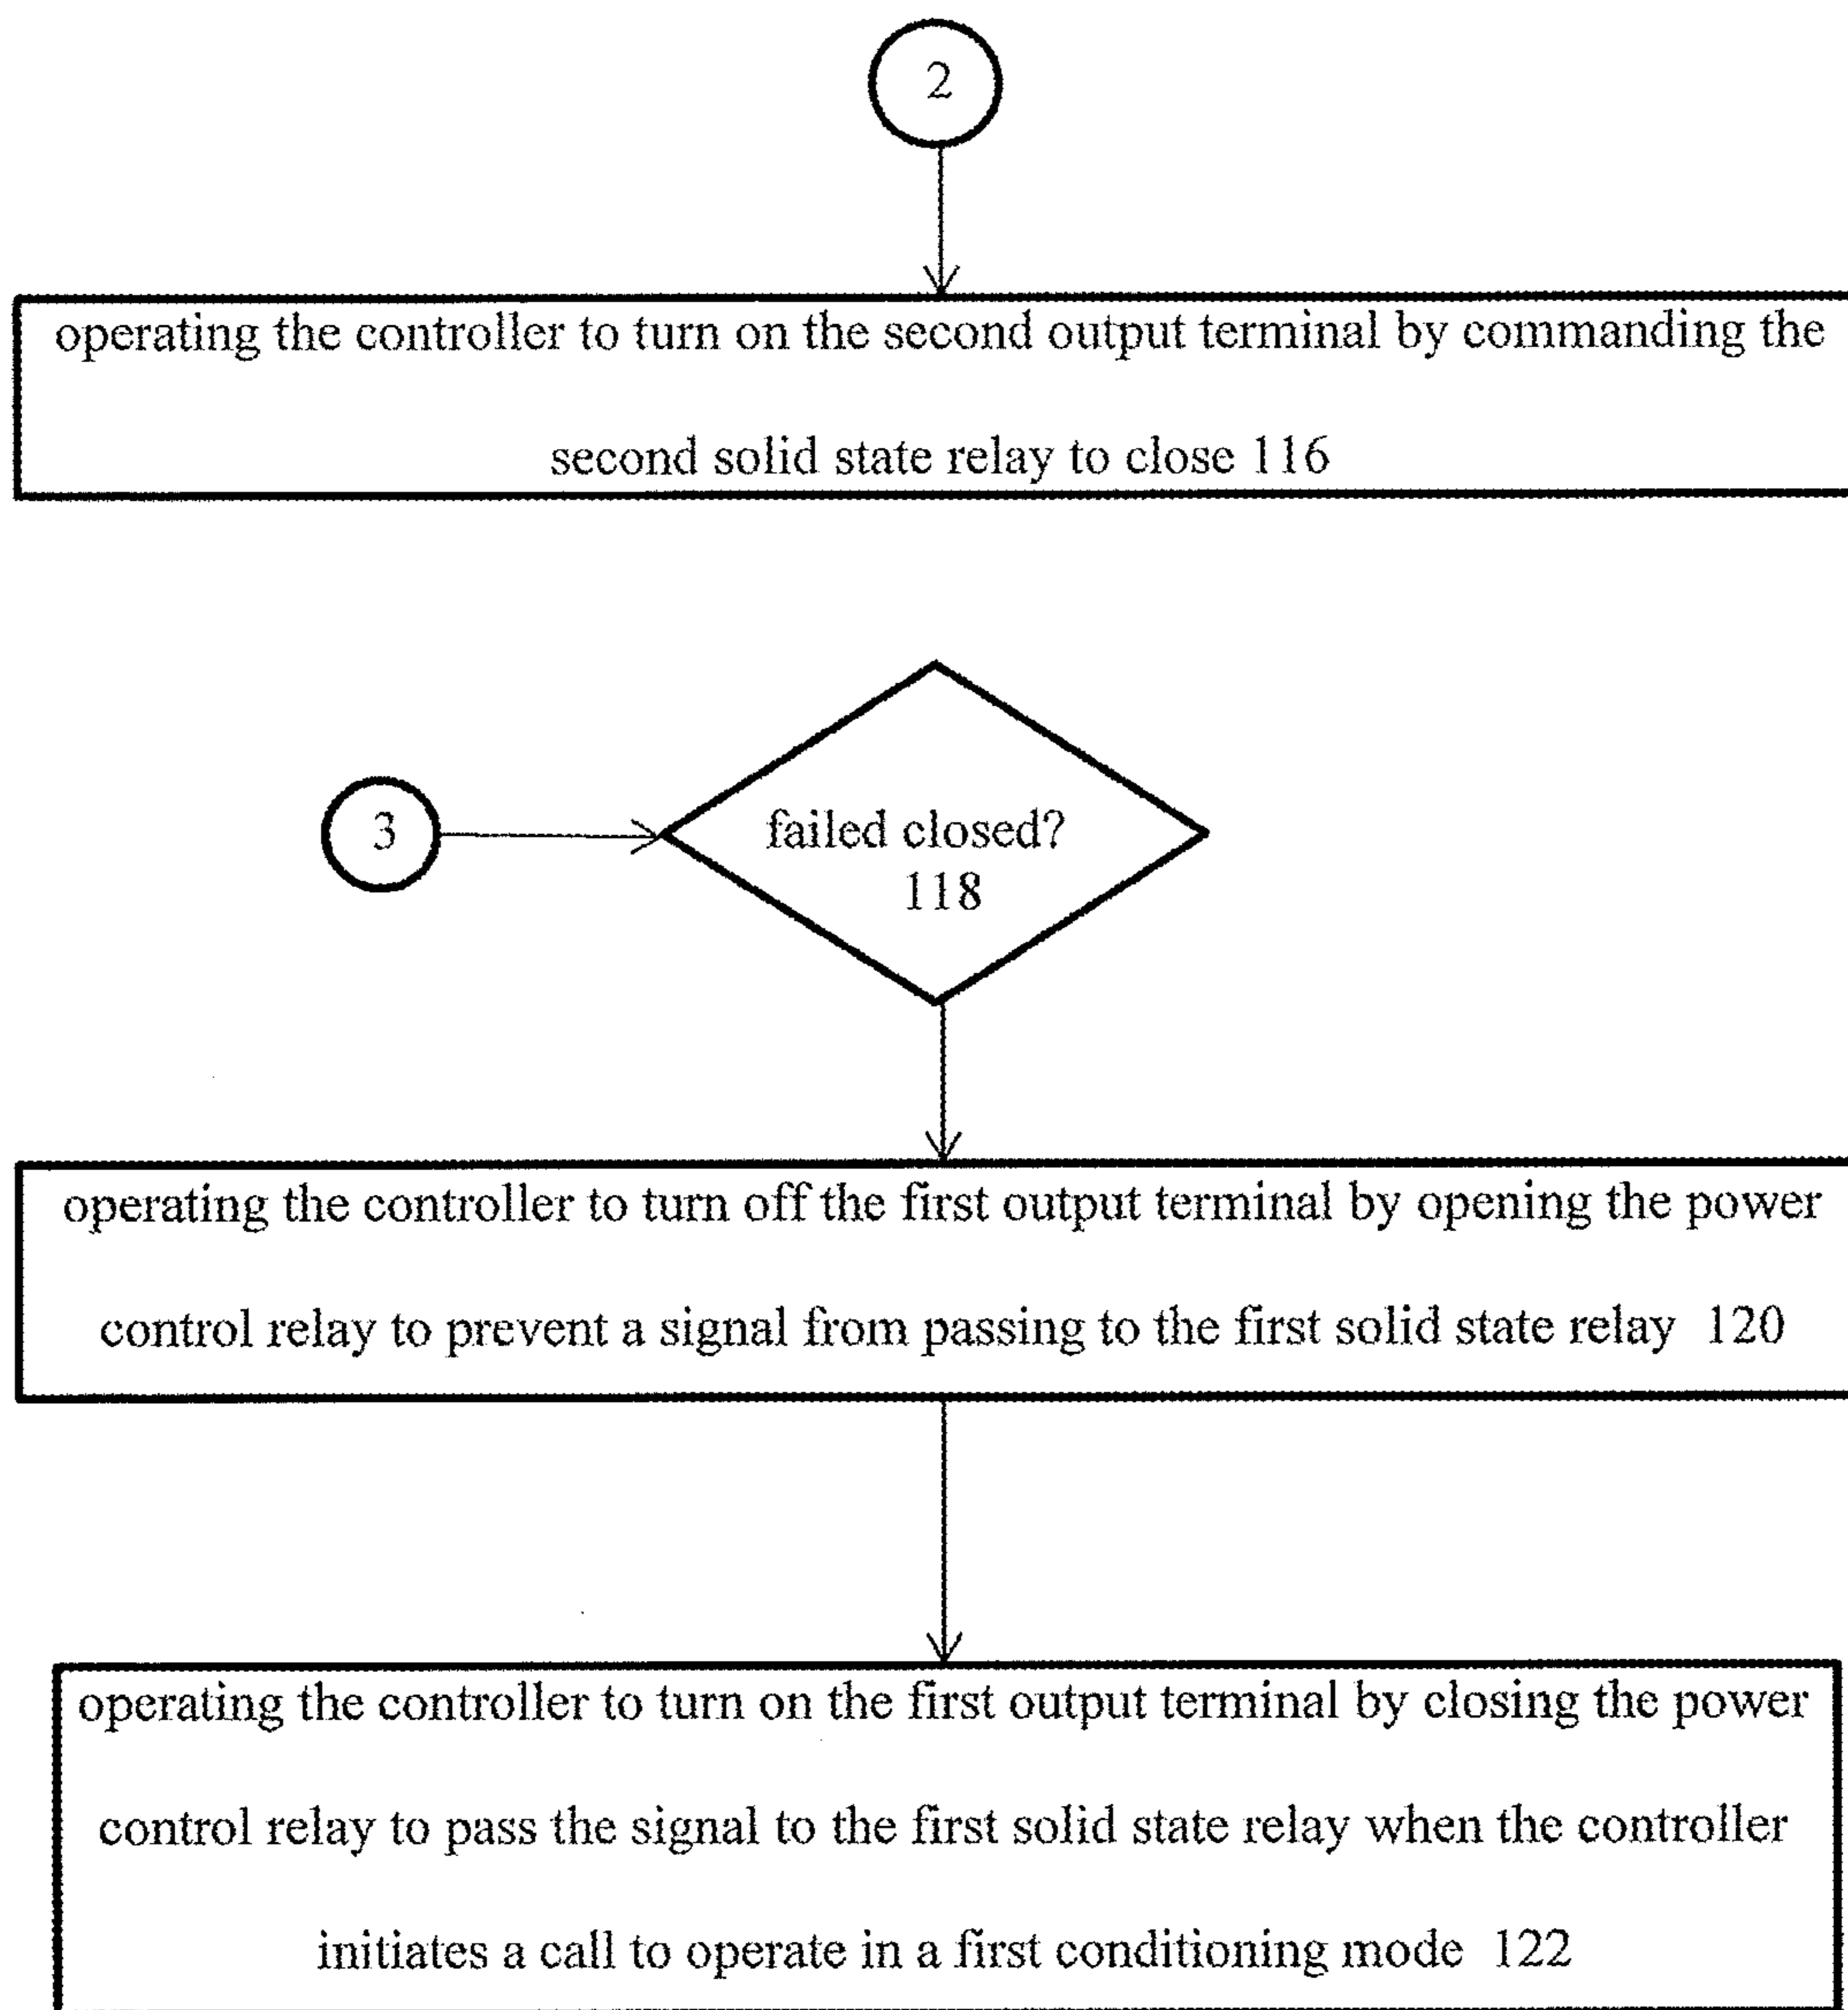 2
operating the controller to turn on the second output terminal by commanding the
second solid state relay to close 116
3
failed closed?
118
operating the controller to turn off the first output terminal by opening the power
control relay to prevent a signal from passing to the first solid state relay 120
operating the controller to turn on the first output terminal by closing the power
control relay to pass the signal to the first solid state relay when the controller
initiates a call to operate in a first conditioning mode 122